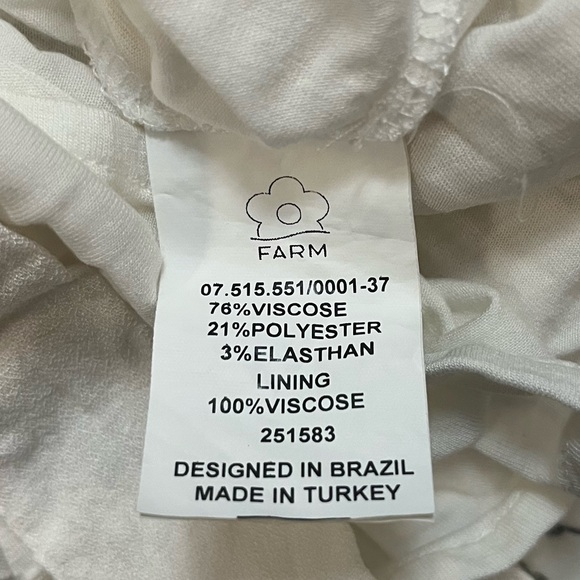 FARM
07.515.551/0001-37
76%VISCOSE
21%POLYESTER
3%ELASTHAN
LINING
100%VISCOSE
251583
DESIGNED IN BRAZIL
MADE IN TURKEY